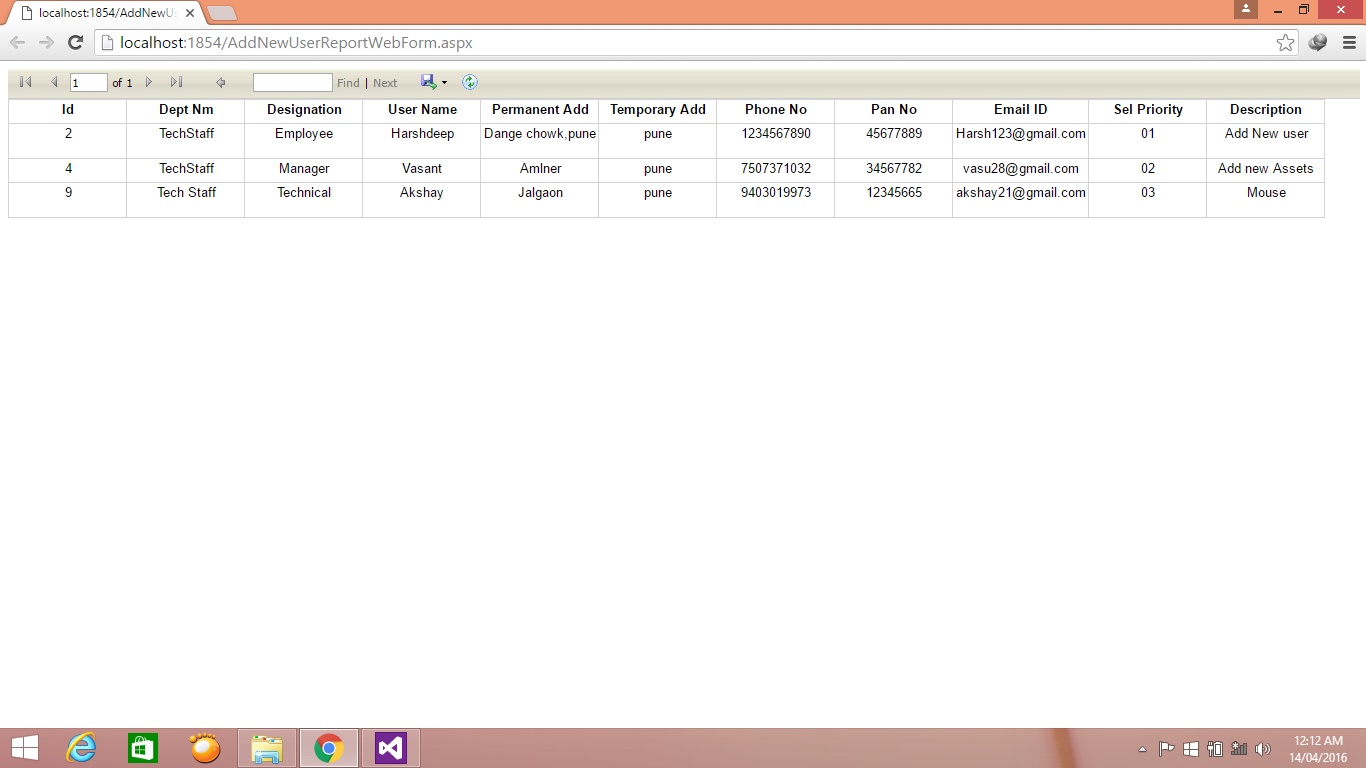 localhost:1854/AddNewU
localhost:1854/AddNewUserReportWebForm.aspx
1 of 1 Find | Next
Id Dept Nm Designation User Name Permanent Add Temporary Add Phone No Pan No Email ID Sel Priority Description
2 TechStaff Employee Harshdeep Dange chowk,pune pune 1234567890 45677889 Harsh123@gmail.com 01 Add New user
4 TechStaff Manager Vasant Amlner pune 7507371032 34567782 vasu28@gmail.com 02 Add new Assets
9 Tech Staff Technical Akshay Jalgaon pune 9403019973 12345665 akshay21@gmail.com 03 Mouse
12:12 AM
14/04/2016